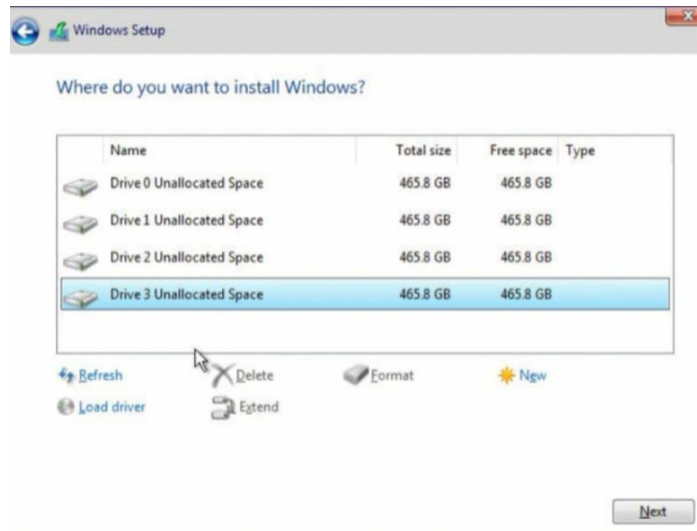 Windows Setup
Where do you want to install Windows?
Name Total size Free space Type
Drive 0 Unallocated Space 465.8 GB 465.8 GB
Drive 1 Unallocated Space 465.8 GB 465.8 GB
Drive 2 Unallocated Space 465.8 GB 465.8 GB
Drive 3 Unallocated Space 465.8 GB 465.8 GB
Refresh Delete Format New
Load driver Extend
Next